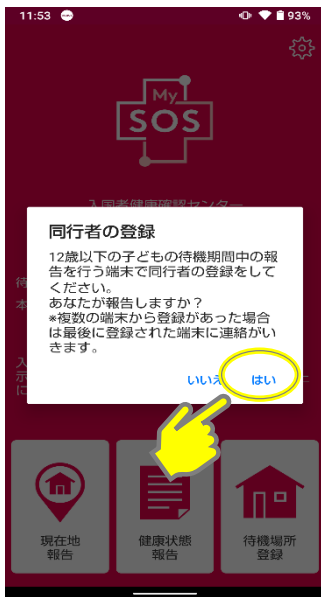 11:53
93%
My
SOS
入国者健康確認センター
同行者の登録
12歳以下の子どもの待機期間中の報
告を行う端末で同行者の登録をして
ください。
あなたが報告しますか？
*複数の端末から登録があった場合
は最後に登録された端末に連絡がい
きます。
待
本
入
示
に
いいえ
はい
現在地
報告
健康状態
報告
待機場所
登録